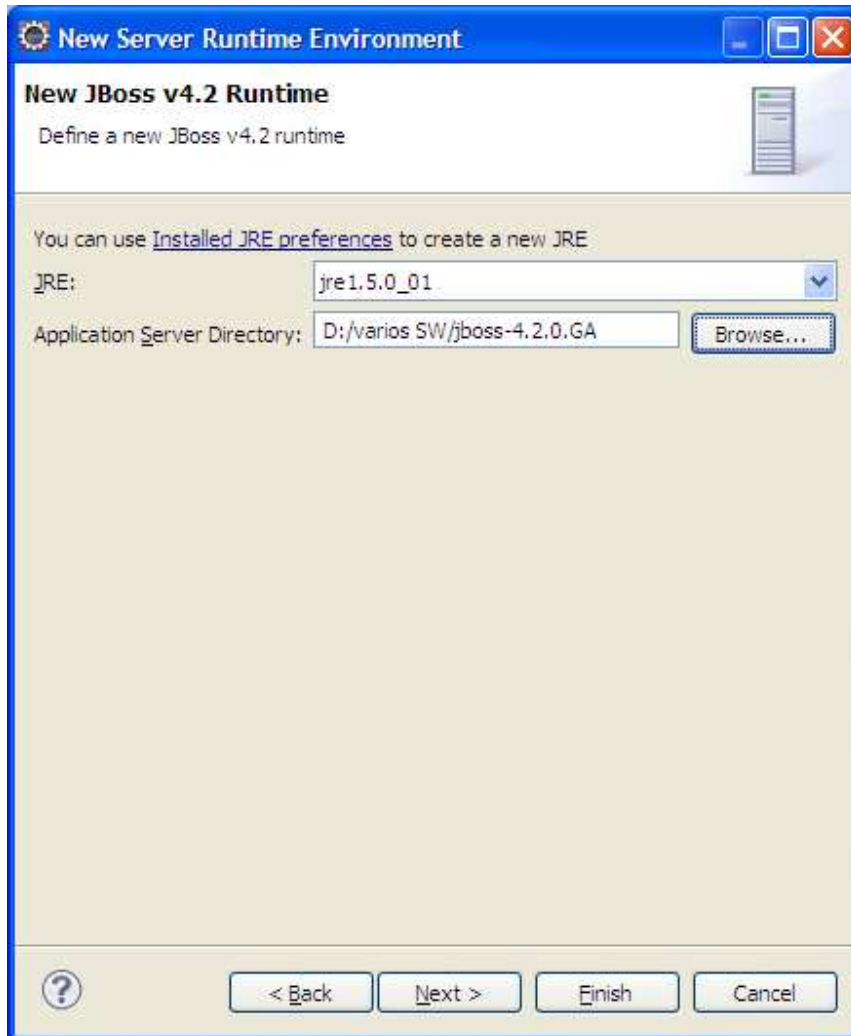 New Server Runtime Environment
New JBoss v4.2 Runtime
Define a new JBoss v4.2 runtime
You can use Installed JRE preferences to create a new JRE
JRE: jre1.5.0_01
Application Server Directory: D:/varios SW/jboss-4.2.0.GA Browse...
? < Back Next > Finish Cancel